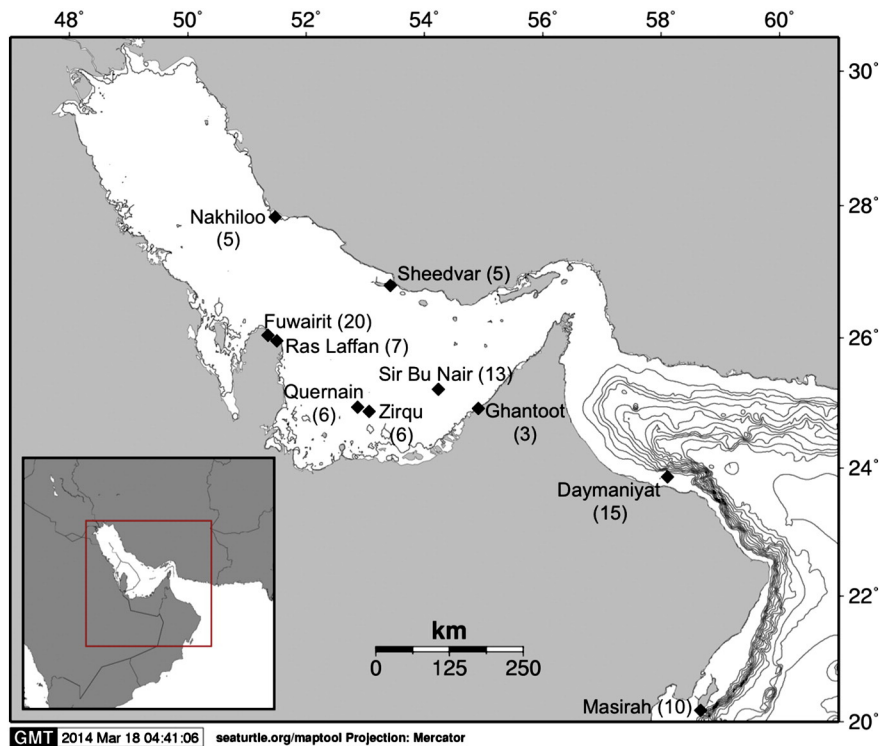 48° 50° 52° 54° 56° 58° 60°
30°
28°
Nakhiloo
(5)
Sheedvar (5)
Fuwairit (20)
26°
Ras Laffan (7)
Sir Bu Nair (13)
Quernain
(6)
Zirqu
(6)
Ghantoot
(3)
24°
Daymaniyat
(15)
22°
km
0 125 250
Masirah (10)
20°
GMT 2014 Mar 18 04:41:06 seaturtle.org/maptool Projection: Mercator